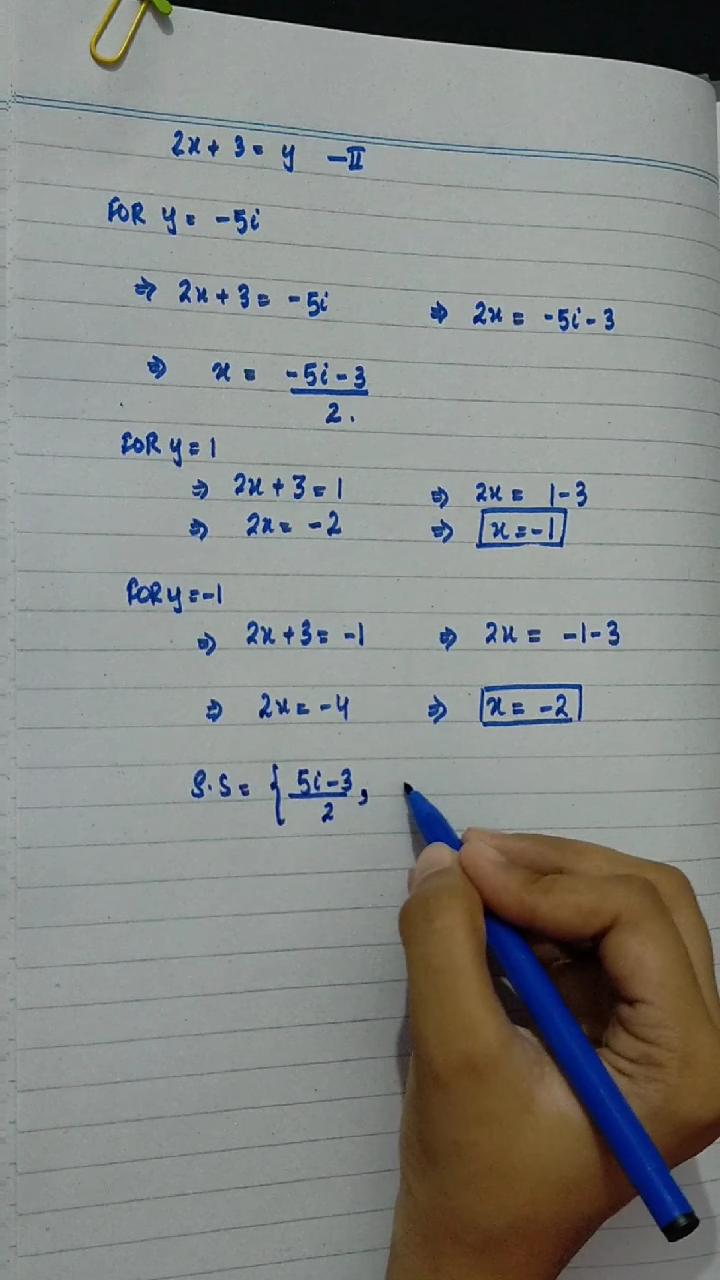 2x + 3 = y - II
FOR y = -5i
⇒ 2x + 3 = -5i ⇒ 2x = -5i - 3
⇒ x = -5i - 3 / 2.
FOR y = 1
⇒ 2x + 3 = 1 ⇒ 2x = 1 - 3
⇒ 2x = -2 ⇒ x = -1
FOR y = -1
⇒ 2x + 3 = -1 ⇒ 2x = -1 - 3
⇒ 2x = -4 ⇒ x = -2
S.S = { 5i - 3 / 2 ,